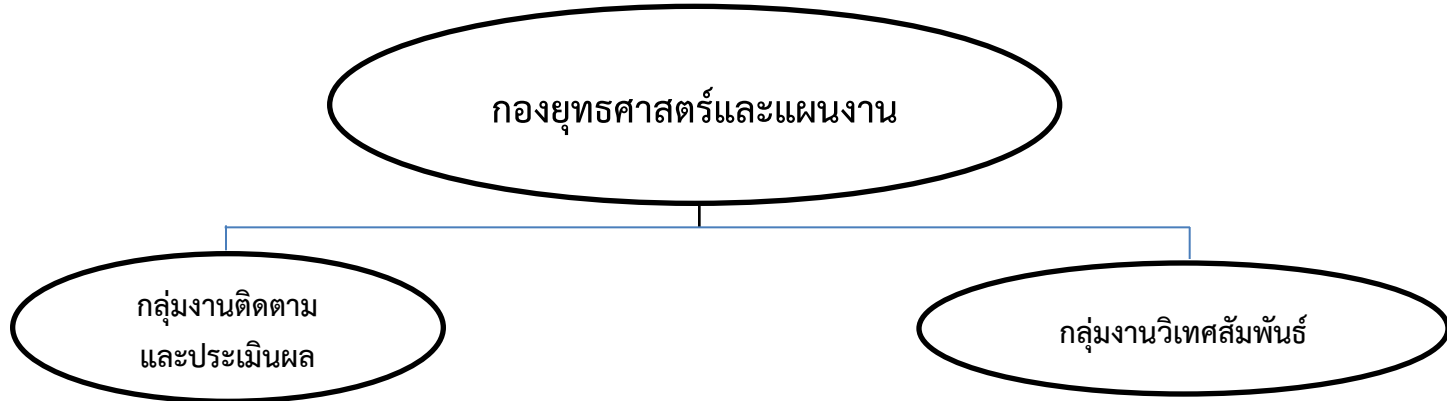 กองยุทธศาสตร์และแผนงาน
กลุ่มงานติดตาม
และประเมินผล
กลุ่มงานวิเทศสัมพันธ์